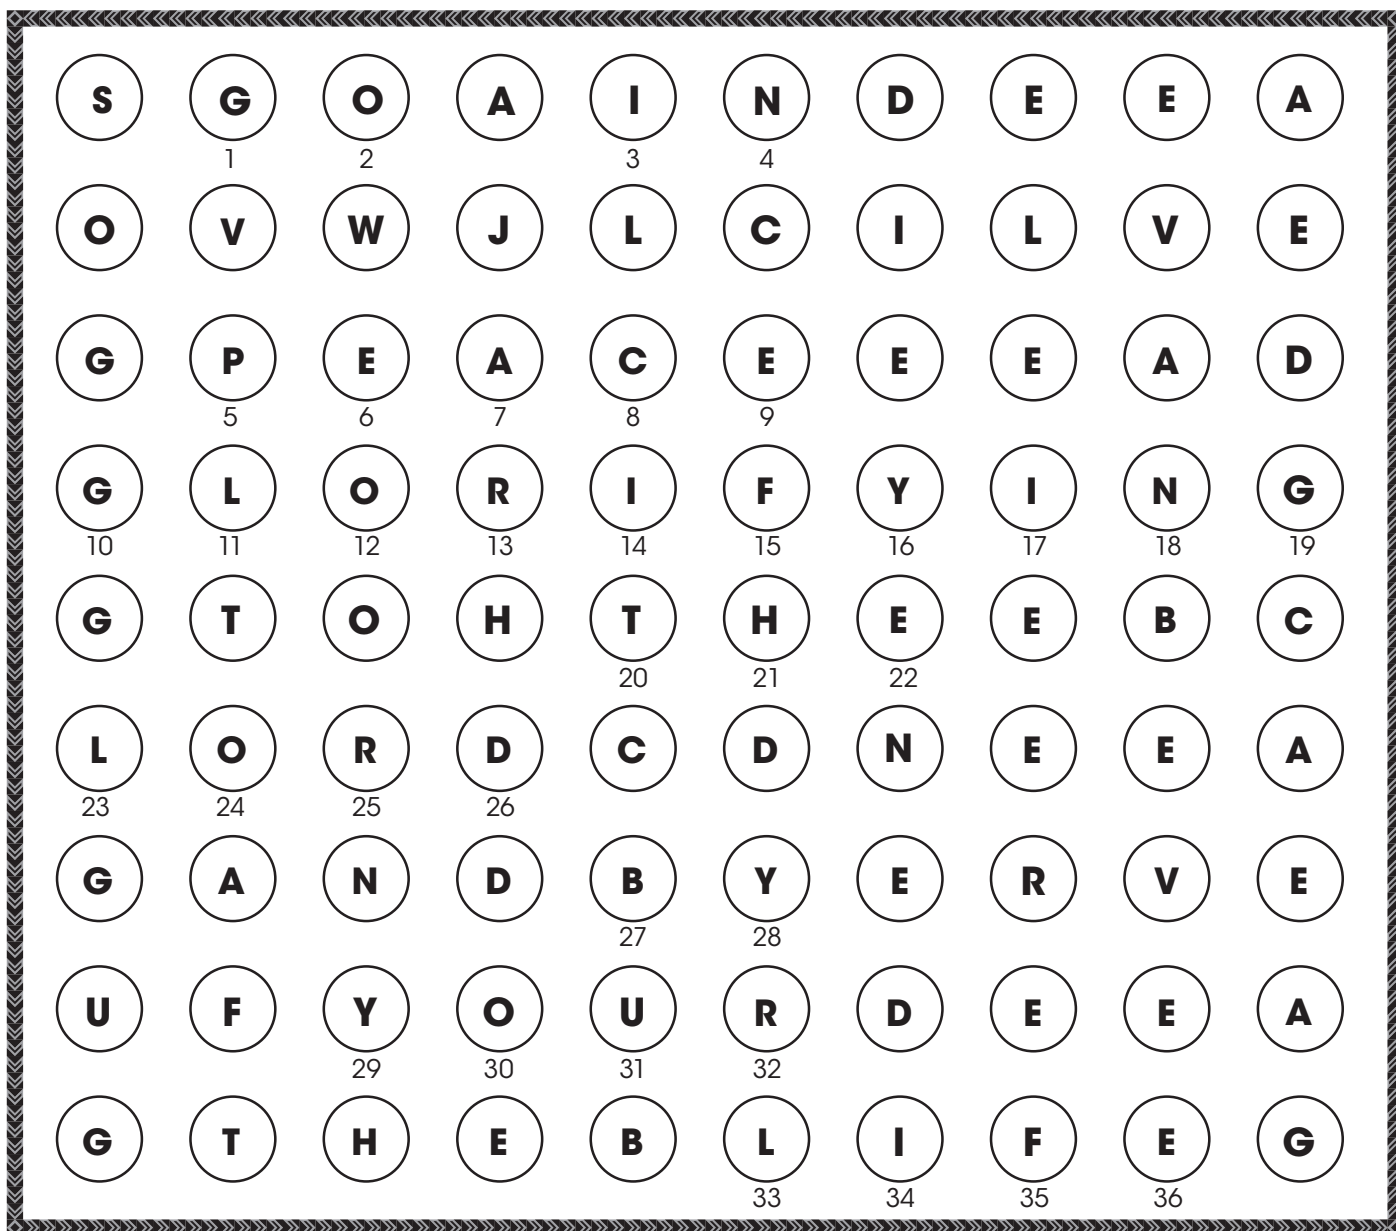 S G O A I N D E E A
1 2 3 4
O V W J L C I L V E
G P E A C E E E A D
5 6 7 8 9
G L O R I F Y I N G
10 11 12 13 14 15 16 17 18 19
G T O H T H E E B C
20 21 22
L O R D C D N E E A
23 24 25 26
G A N D B Y E R V E
27 28
U F Y O U R D E E A
29 30 31 32
G T H E B L I F E G
33 34 35 36